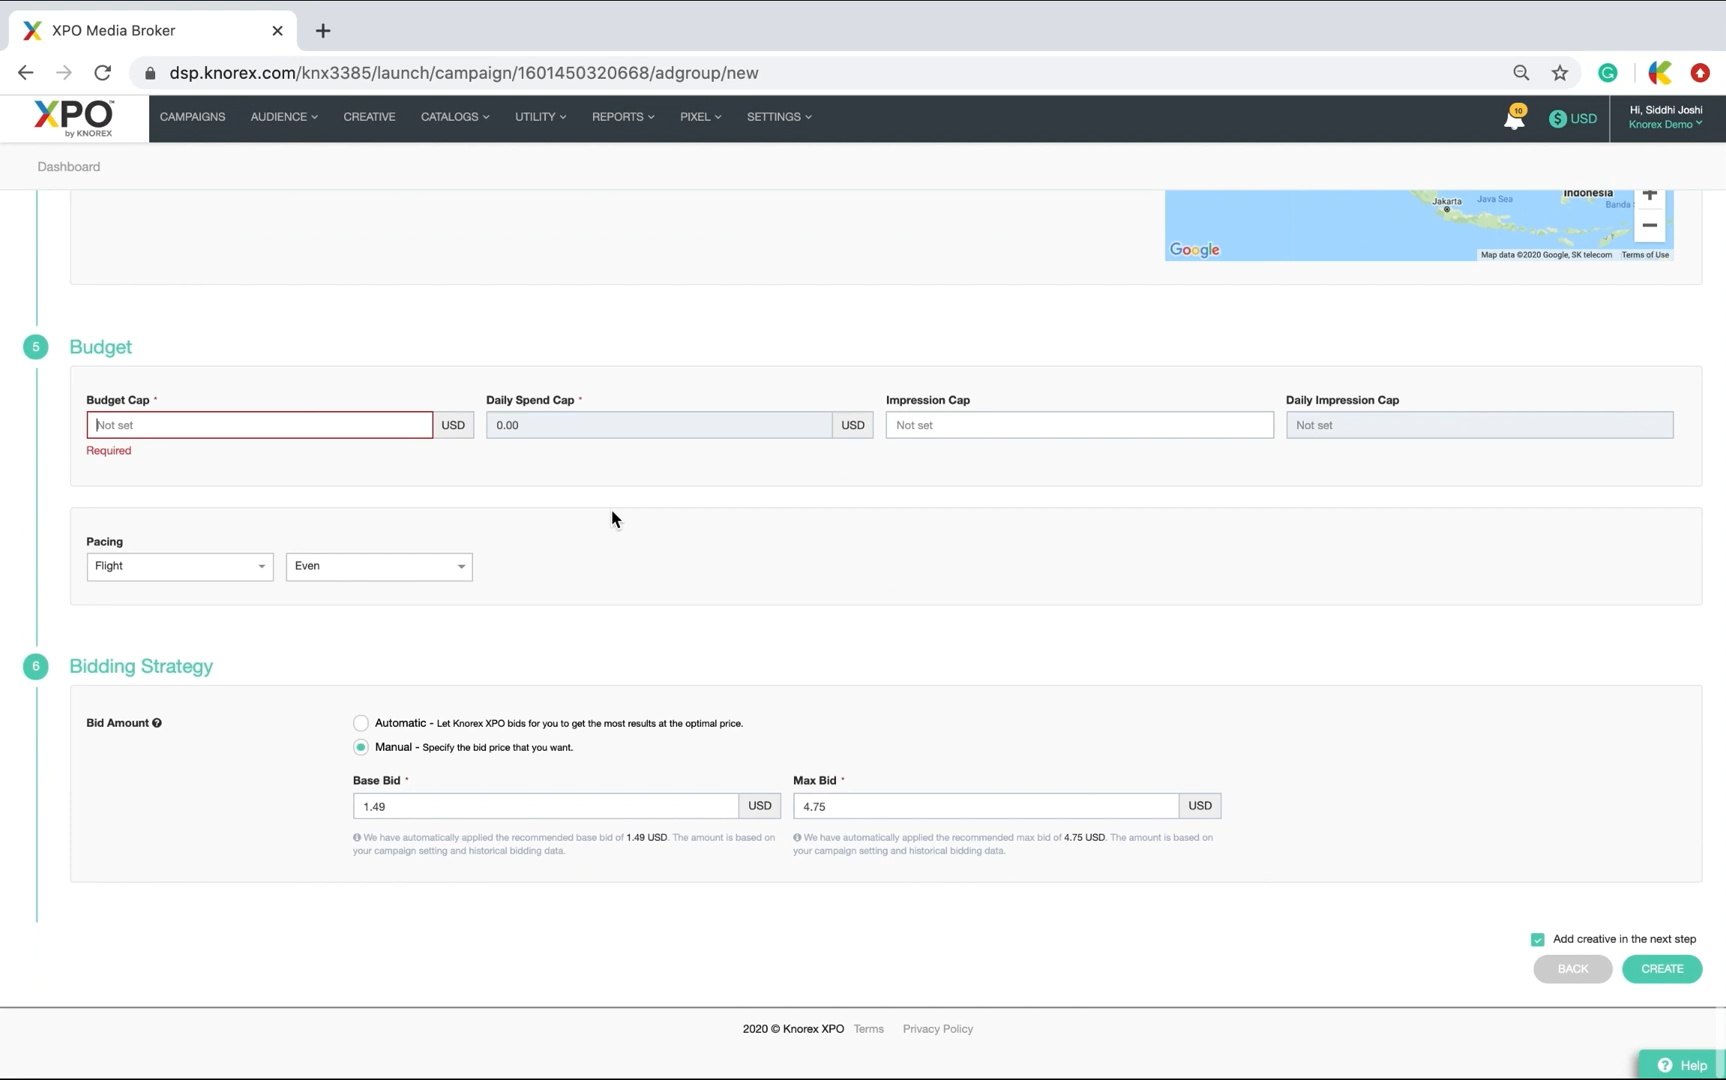 XPO Media Broker
dsp.knorex.com/knx3385/launch/campaign/1601450320668/adgroup/new
XPO™
by KNOREX
CAMPAIGNS AUDIENCE CREATIVE CATALOGS UTILITY REPORTS PIXEL SETTINGS
10
$ USD
Hi, Siddhi Joshi
Knorex Demo
Dashboard
Indonesia
Jakarta Java Sea Banda
Google
Map data ©2020 Google, SK telecom Terms of Use
5 Budget
Budget Cap * Daily Spend Cap * Impression Cap Daily Impression Cap
Not set USD 0.00 USD Not set Not set
Required
Pacing
Flight Even
6 Bidding Strategy
Bid Amount
Automatic - Let Knorex XPO bids for you to get the most results at the optimal price.
Manual - Specify the bid price that you want.
Base Bid * Max Bid *
1.49 USD 4.75 USD
We have automatically applied the recommended base bid of 1.49 USD. The amount is based on
your campaign setting and historical bidding data.
We have automatically applied the recommended max bid of 4.75 USD. The amount is based on
your campaign setting and historical bidding data.
Add creative in the next step
BACK CREATE
2020 © Knorex XPO Terms Privacy Policy
? Help